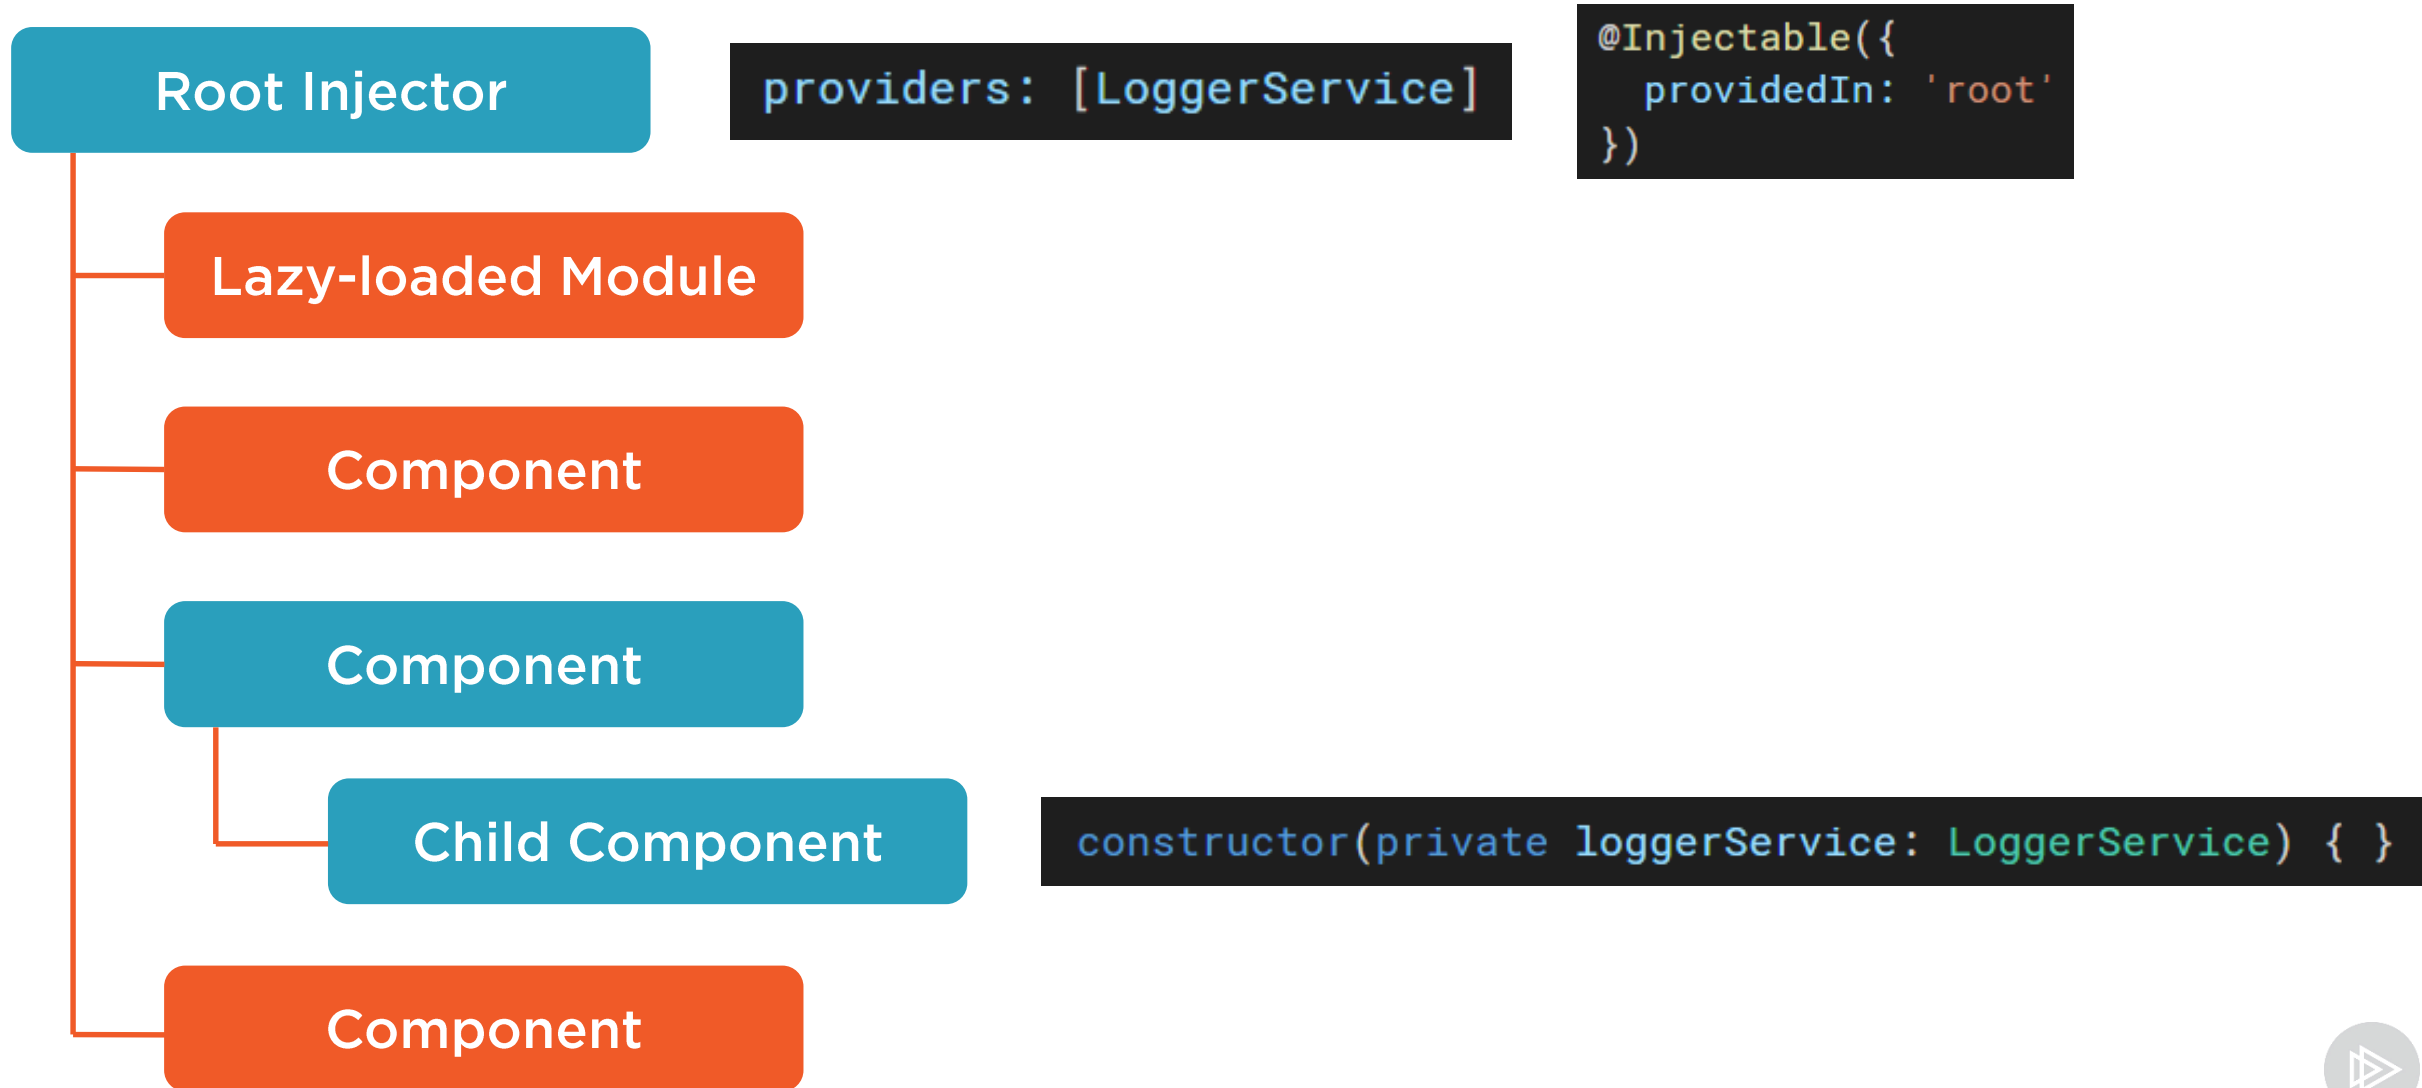 Root Injector
providers: [LoggerService]
@Injectable({
  providedIn: 'root'
})
Lazy-loaded Module
Component
Component
Child Component
constructor(private loggerService: LoggerService) { }
Component